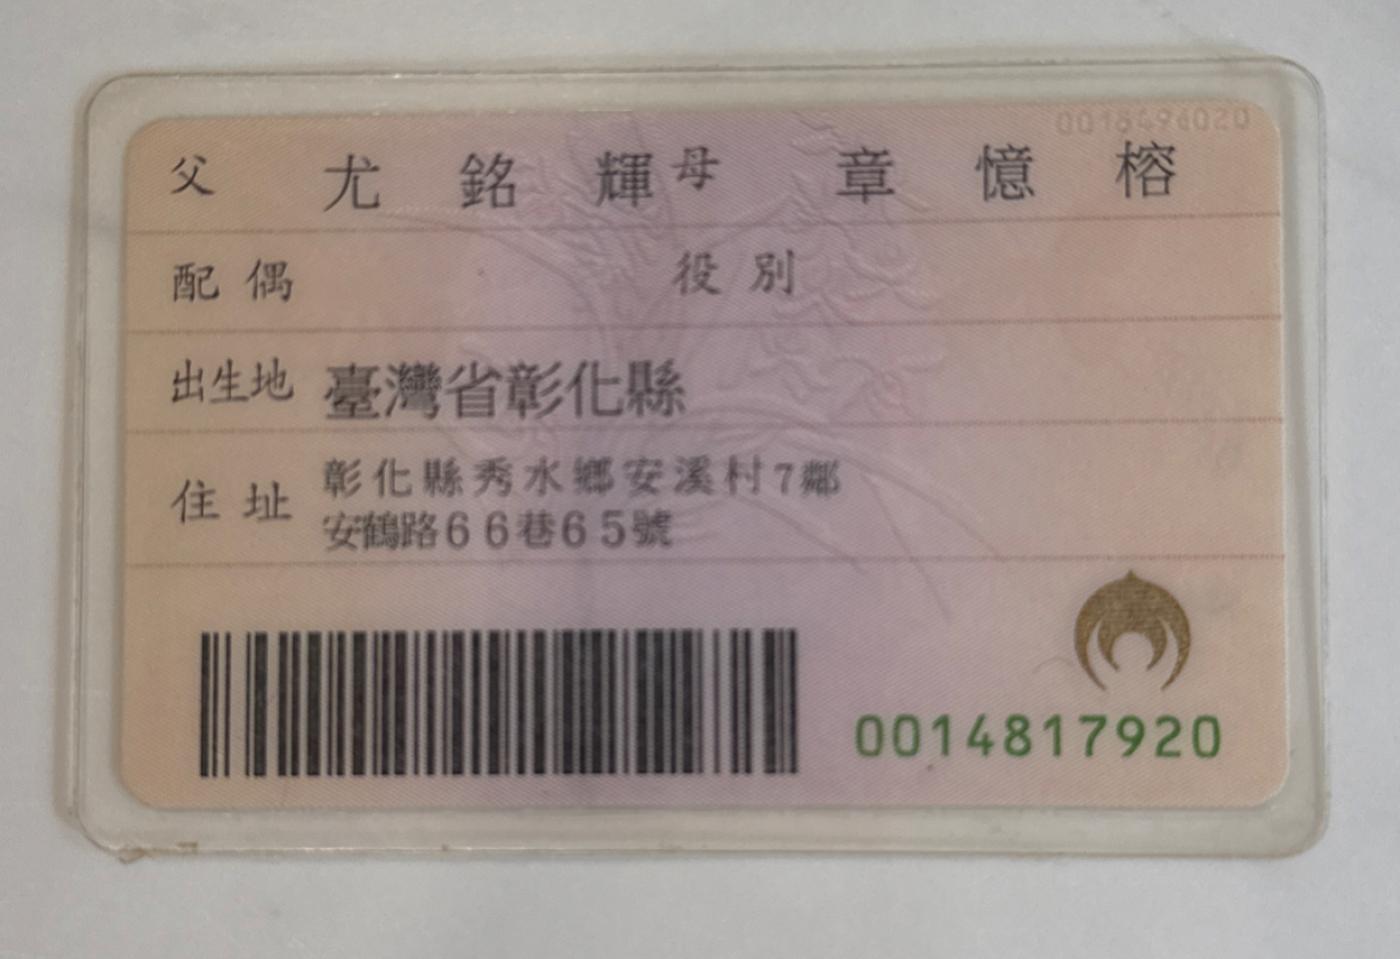 父 尤銘輝 母 章憶榕
配偶 役別
出生地 臺灣省彰化縣
住址 彰化縣秀水鄉安溪村7鄰
安鶴路66巷65號
0014817920